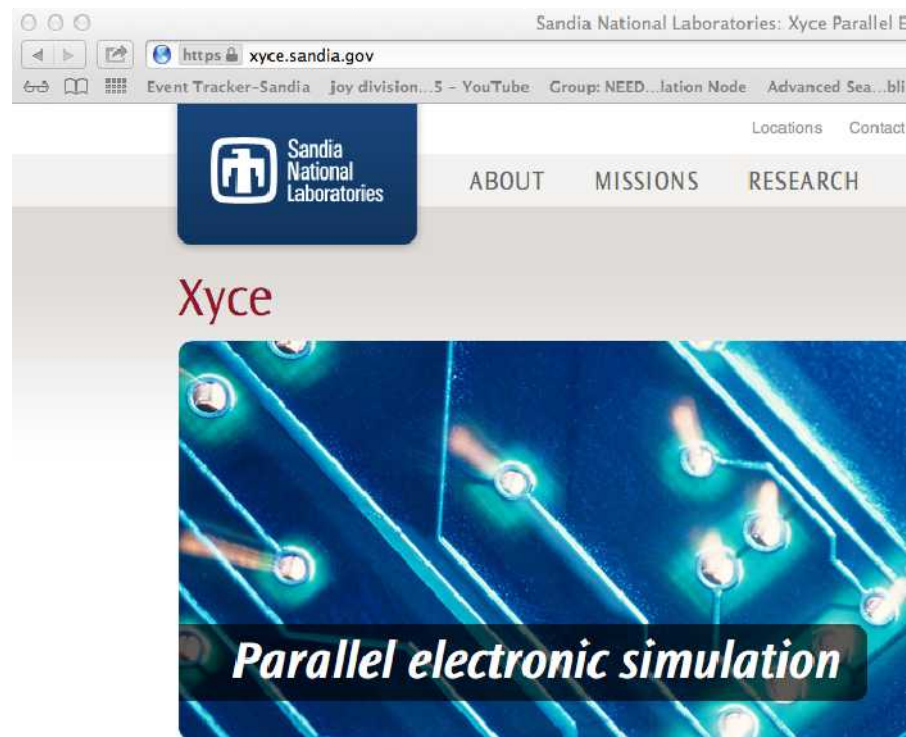 Sandia National Laboratories: Xyce Parallel E
https xyce.sandia.gov
Event Tracker-Sandia joy division...5 - YouTube Group: NEED...lation Node Advanced Sea...bli
Locations Contact
Sandia
National
Laboratories
ABOUT MISSIONS RESEARCH
Xyce
Parallel electronic simulation